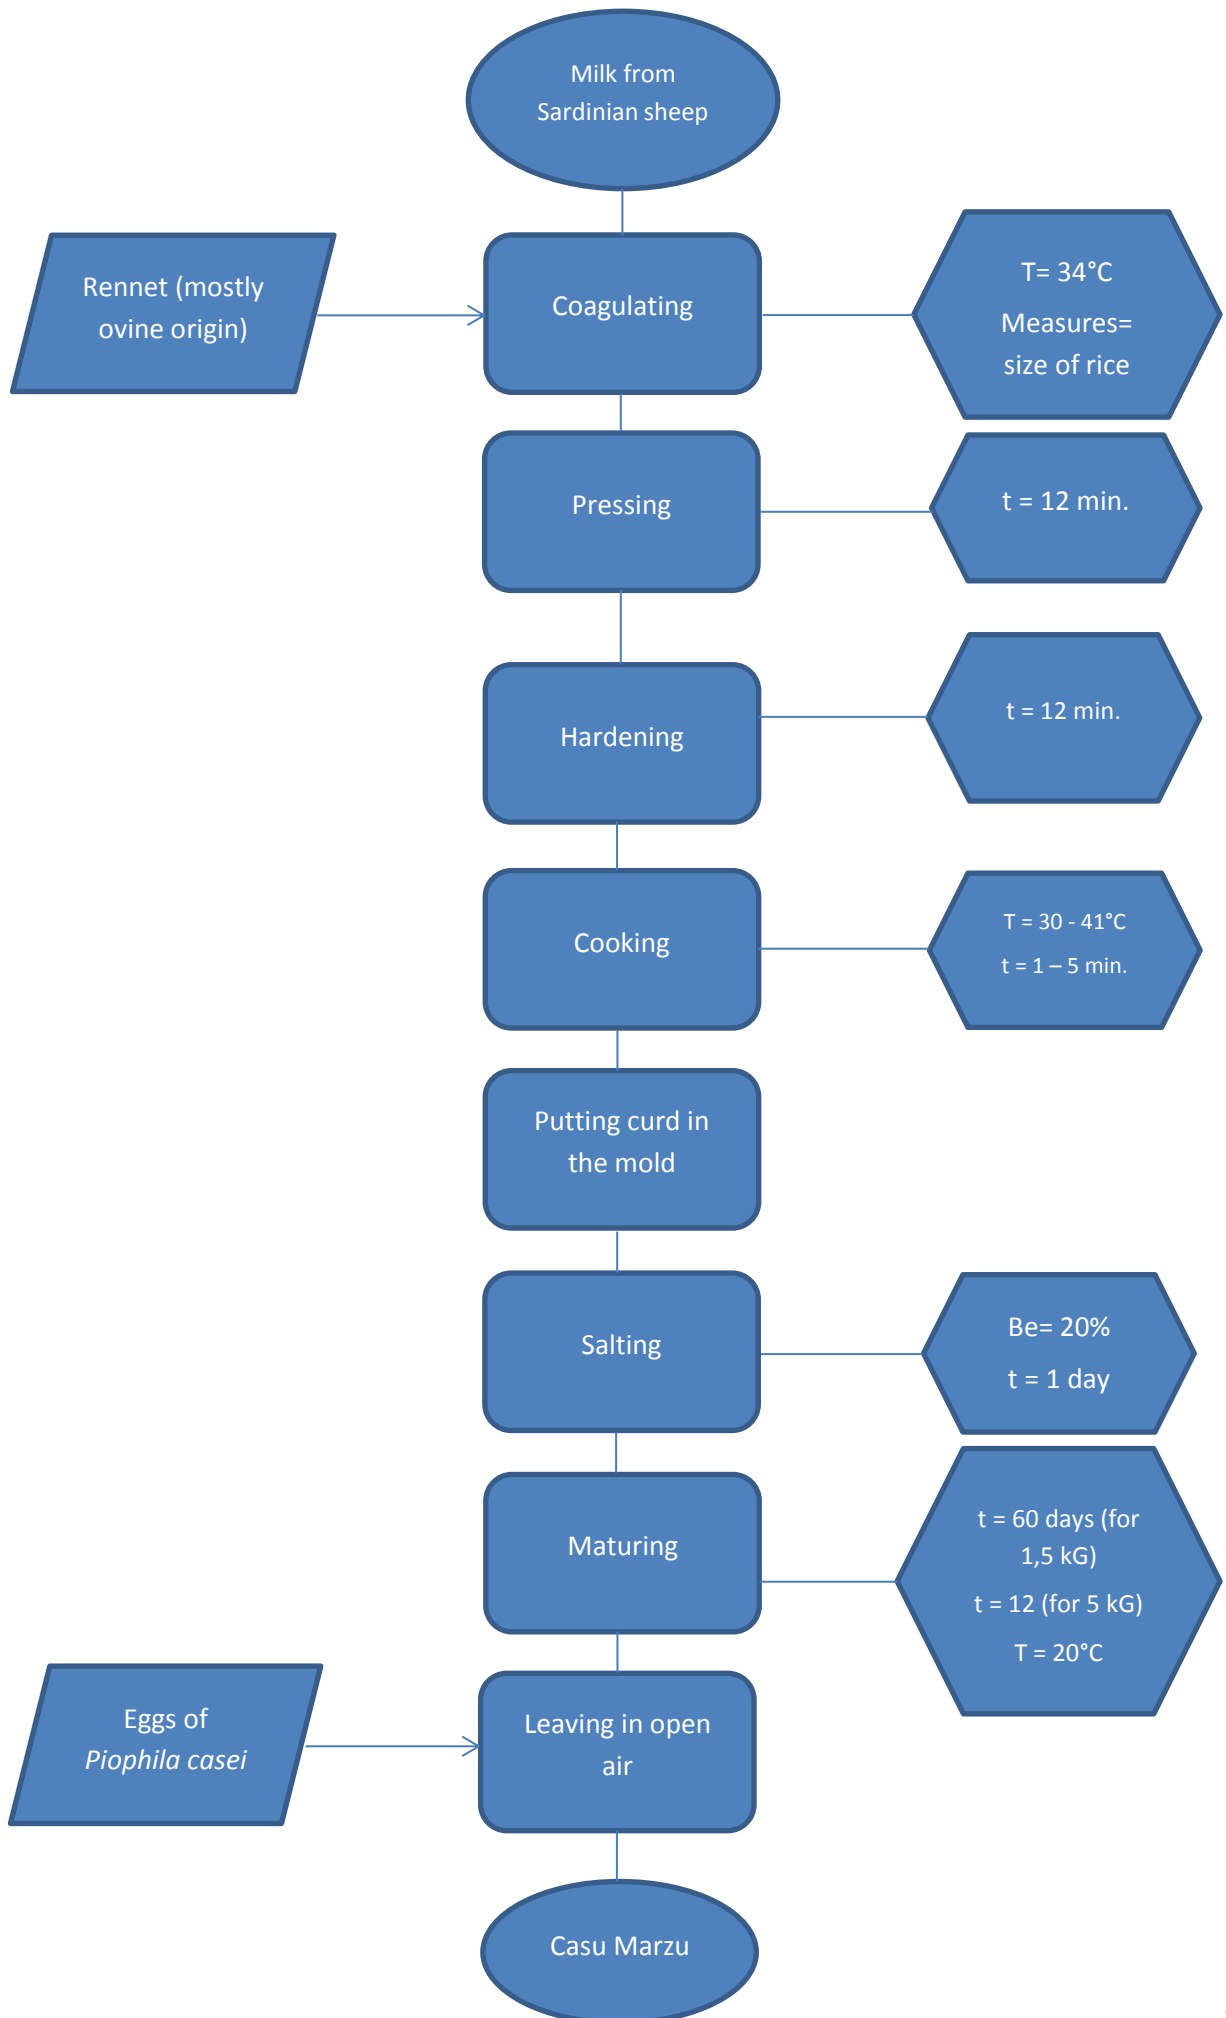 Milk from
Sardinian sheep
Rennet (mostly
ovine origin)
Coagulating
T= 34°C
Measures=
size of rice
Pressing
t = 12 min.
Hardening
t = 12 min.
Cooking
T = 30 - 41°C
t = 1 – 5 min.
Putting curd in
the mold
Salting
Be= 20%
t = 1 day
Maturing
t = 60 days (for
1,5 kG)
t = 12 (for 5 kG)
T = 20°C
Eggs of
Piophila casei
Leaving in open
air
Casu Marzu